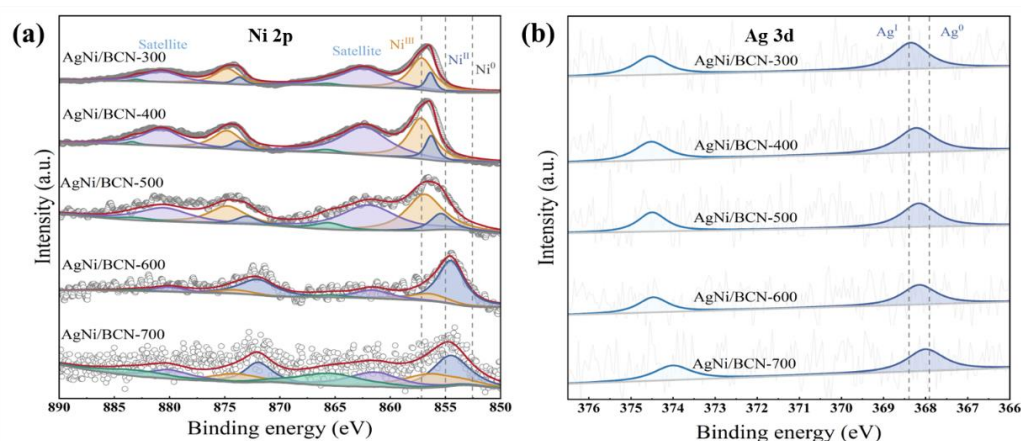 (a)
Ni 2p
Satellite
Satellite
Ni^III
Ni^II
Ni^0
AgNi/BCN-300
AgNi/BCN-400
AgNi/BCN-500
AgNi/BCN-600
AgNi/BCN-700
Intensity (a.u.)
890 885 880 875 870 865 860 855 850
Binding energy (eV)
(b)
Ag 3d
Ag^I
Ag^0
AgNi/BCN-300
AgNi/BCN-400
AgNi/BCN-500
AgNi/BCN-600
AgNi/BCN-700
Intensity (a.u.)
376 375 374 373 372 371 370 369 368 367 366
Binding energy (eV)